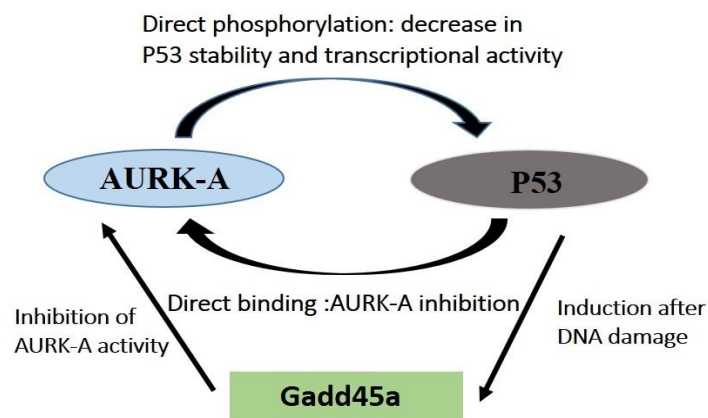 Direct phosphorylation: decrease in
P53 stability and transcriptional activity
AURK-A
P53
Direct binding :AURK-A inhibition
Inhibition of
AURK-A activity
Induction after
DNA damage
Gadd45a